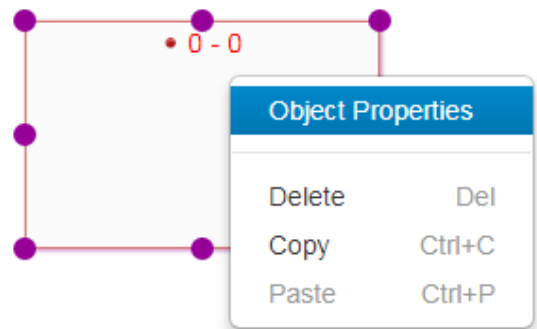 • 0 - 0
Object Properties
Delete Del
Copy Ctrl+C
Paste Ctrl+P